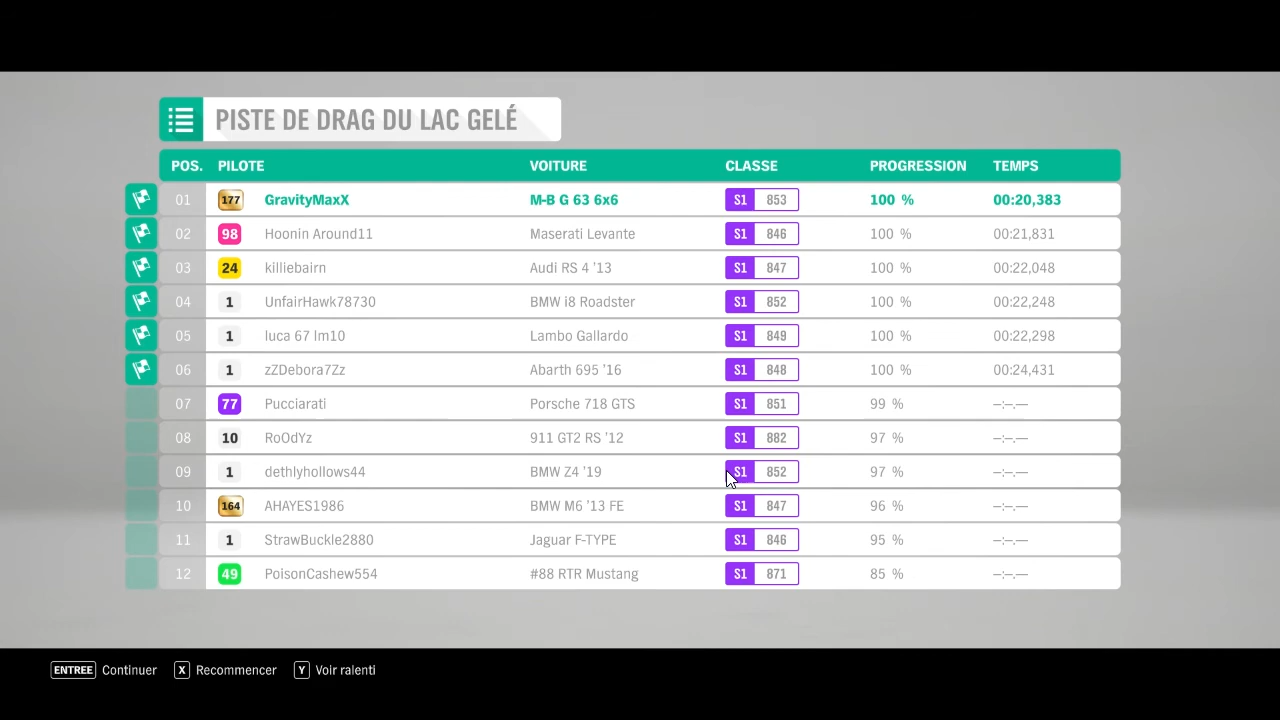 PISTE DE DRAG DU LAC GELÉ
POS. PILOTE VOITURE CLASSE PROGRESSION TEMPS
01 177 GravityMaxX M-B G 63 6x6 S1 853 100 % 00:20,383
02 98 Hoonin Around11 Maserati Levante S1 846 100 % 00:21,831
03 24 killiebairn Audi RS 4 '13 S1 847 100 % 00:22,048
04 1 UnfairHawk78730 BMW i8 Roadster S1 852 100 % 00:22,248
05 1 luca 67 lm10 Lambo Gallardo S1 849 100 % 00:22,298
06 1 zZDebora7Zz Abarth 695 '16 S1 848 100 % 00:24,431
07 77 Pucciarati Porsche 718 GTS S1 851 99 % —:—.—
08 10 RoOdYz 911 GT2 RS '12 S1 882 97 % —:—.—
09 1 dethlyhollows44 BMW Z4 '19 S1 852 97 % —:—.—
10 164 AHAYES1986 BMW M6 '13 FE S1 847 96 % —:—.—
11 1 StrawBuckle2880 Jaguar F-TYPE S1 846 95 % —:—.—
12 49 PoisonCashew554 #88 RTR Mustang S1 871 85 % —:—.—
ENTREE Continuer X Recommencer Y Voir ralenti